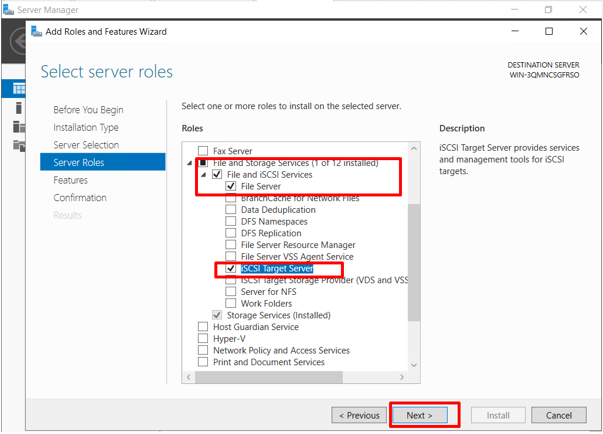 Server Manager
Add Roles and Features Wizard
Select server roles
DESTINATION SERVER
WIN-3QMNCSGFRSO
Before You Begin
Installation Type
Server Selection
Server Roles
Features
Confirmation
Results
Select one or more roles to install on the selected server.
Roles
Fax Server
File and Storage Services (1 of 12 installed)
File and iSCSI Services
File Server
BranchCache for Network Files
Data Deduplication
DFS Namespaces
DFS Replication
File Server Resource Manager
File Server VSS Agent Service
iSCSI Target Server
iSCSI Target Storage Provider (VDS and VSS
Server for NFS
Work Folders
Storage Services (Installed)
Host Guardian Service
Hyper-V
Network Policy and Access Services
Print and Document Services
Description
iSCSI Target Server provides
services and management tools for iSCSI
targets.
< Previous
Next >
Install
Cancel